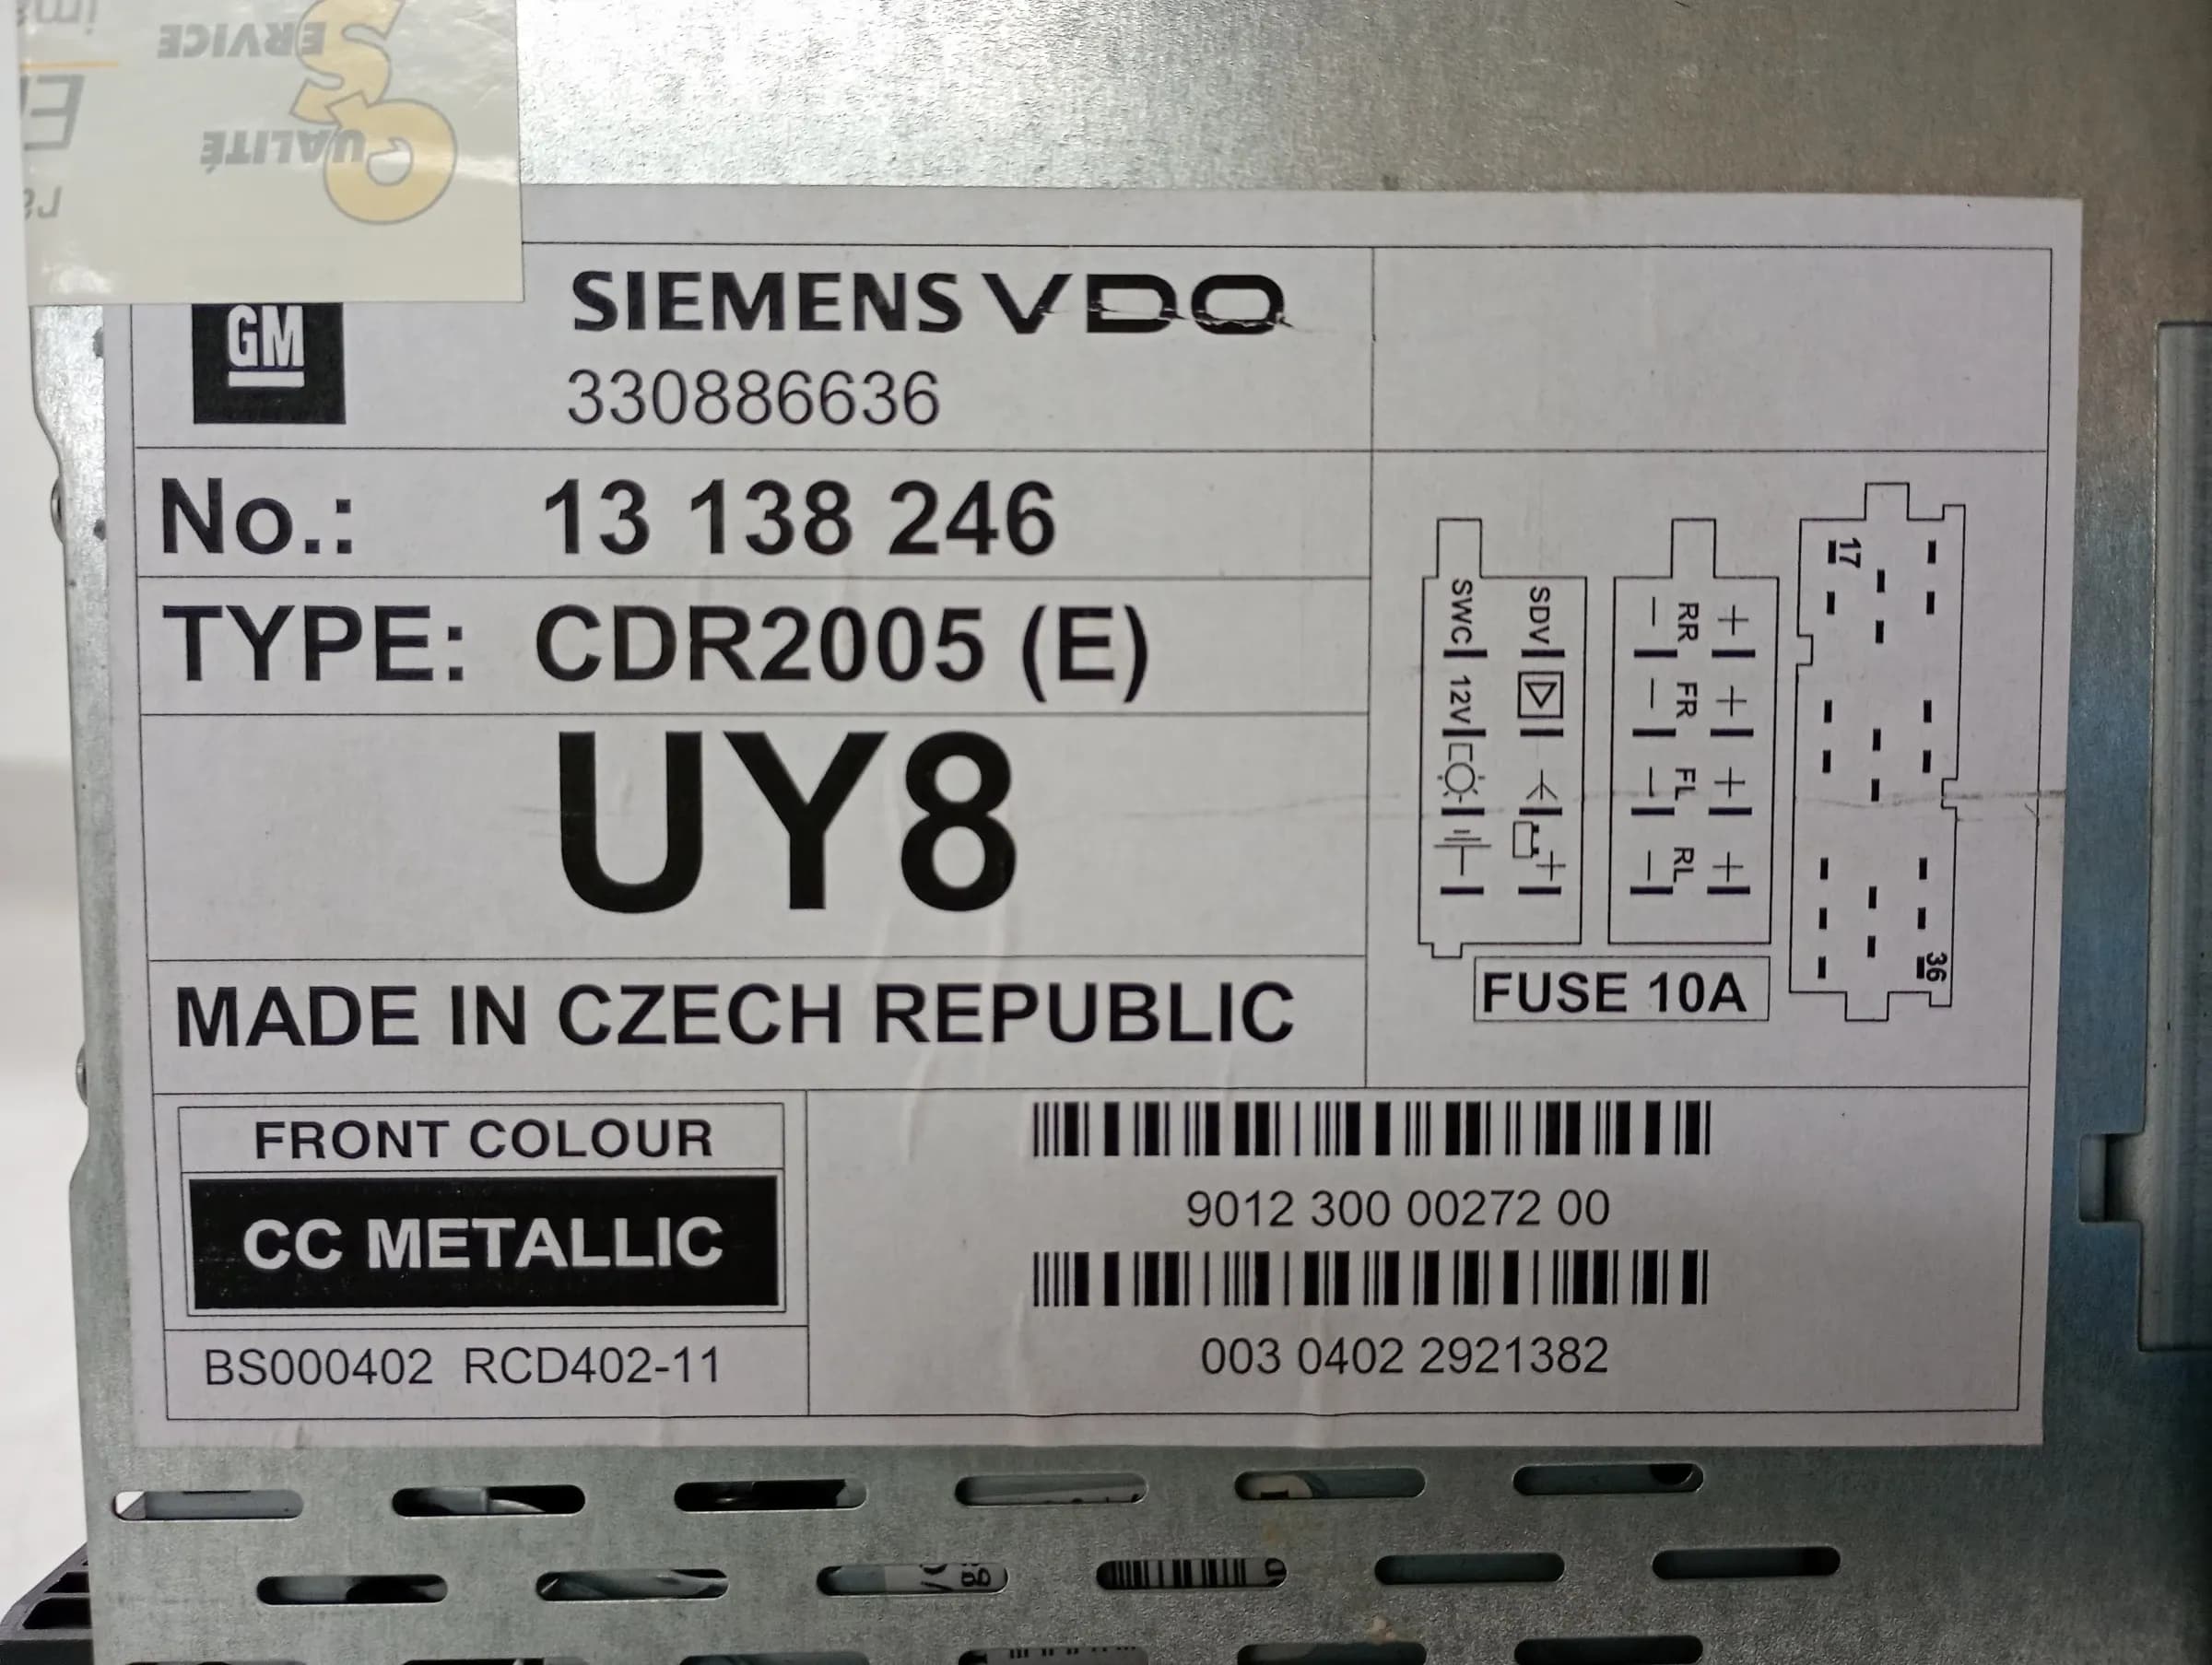 SERVICE
QUALITÉ
GM
SIEMENS VDO
330886636
No.: 13 138 246
TYPE: CDR2005 (E)
UY8
MADE IN CZECH REPUBLIC
SWC 12V
SDV
RR FR FL RL
17
36
FUSE 10A
FRONT COLOUR
CC METALLIC
BS000402 RCD402-11
9012 300 00272 00
003 0402 2921382